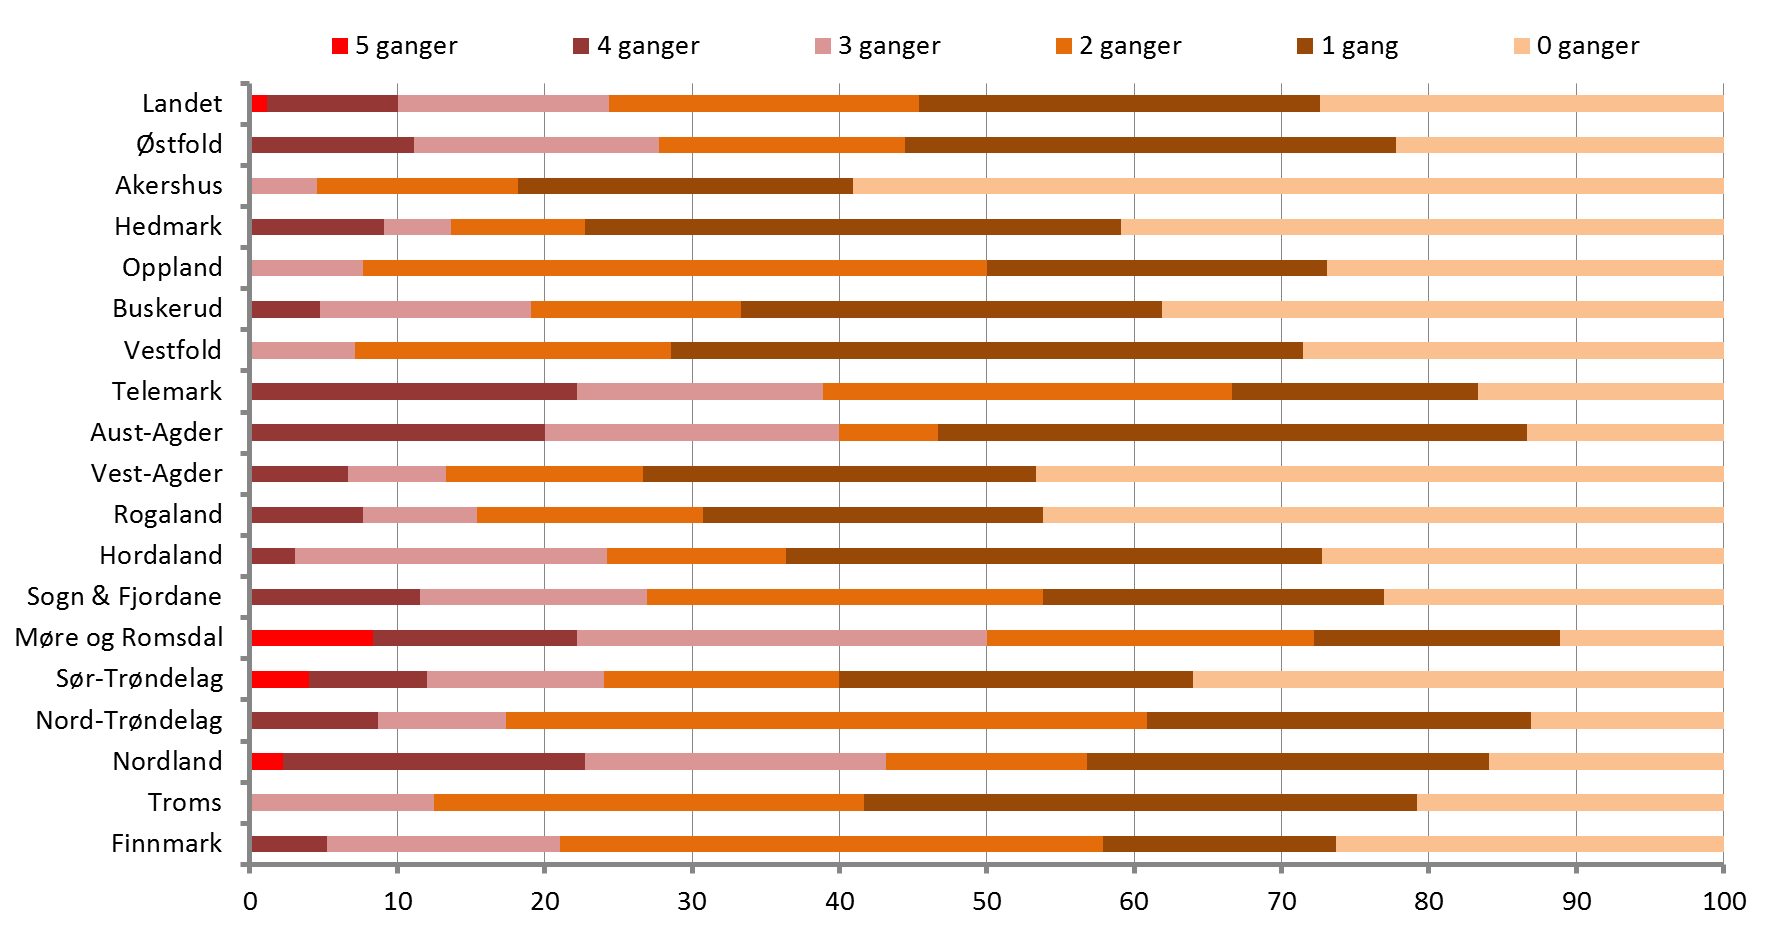 5 ganger 4 ganger 3 ganger 2 ganger 1 gang 0 ganger
Landet
Østfold
Akershus
Hedmark
Oppland
Buskerud
Vestfold
Telemark
Aust-Agder
Vest-Agder
Rogaland
Hordaland
Sogn & Fjordane
Møre og Romsdal
Sør-Trøndelag
Nord-Trøndelag
Nordland
Troms
Finnmark
0 10 20 30 40 50 60 70 80 90 100